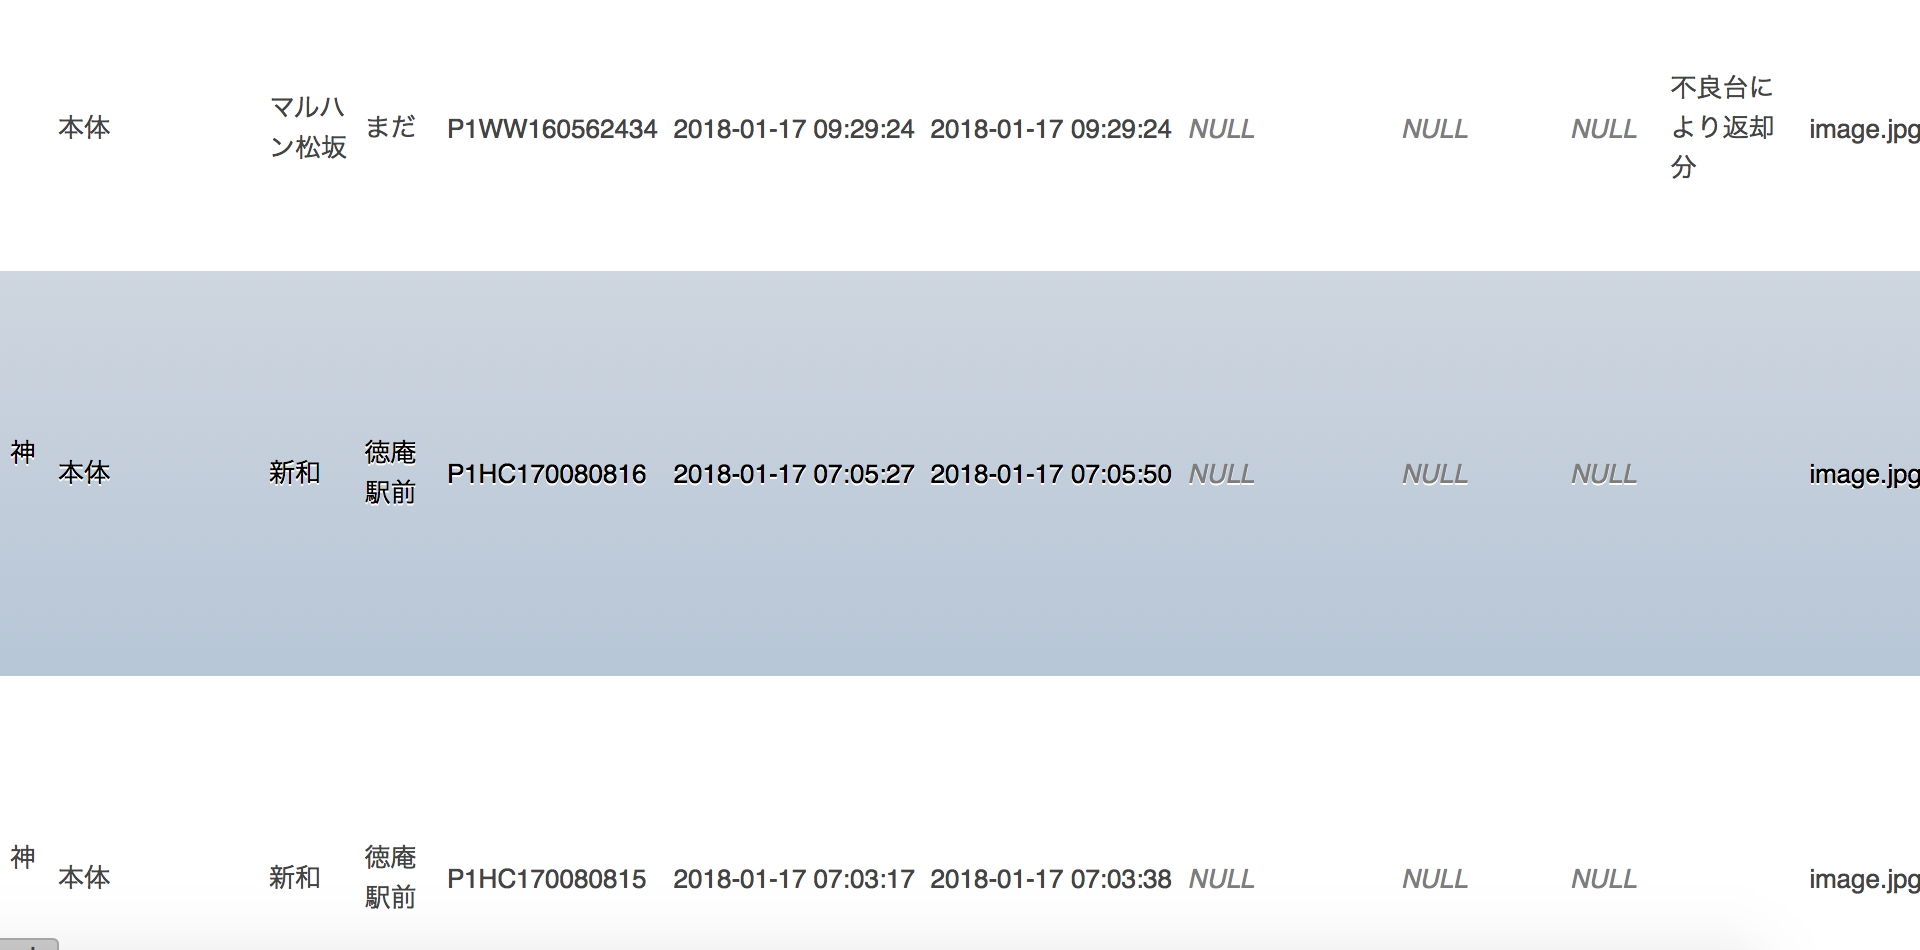 本体 マルハン松坂 まだ P1WW160562434 2018-01-17 09:29:24 2018-01-17 09:29:24 NULL NULL NULL 不良台により返却分 image.jpg
神 本体 新和 徳庵駅前 P1HC170080816 2018-01-17 07:05:27 2018-01-17 07:05:50 NULL NULL NULL image.jpg
神 本体 新和 徳庵駅前 P1HC170080815 2018-01-17 07:03:17 2018-01-17 07:03:38 NULL NULL NULL image.jpg